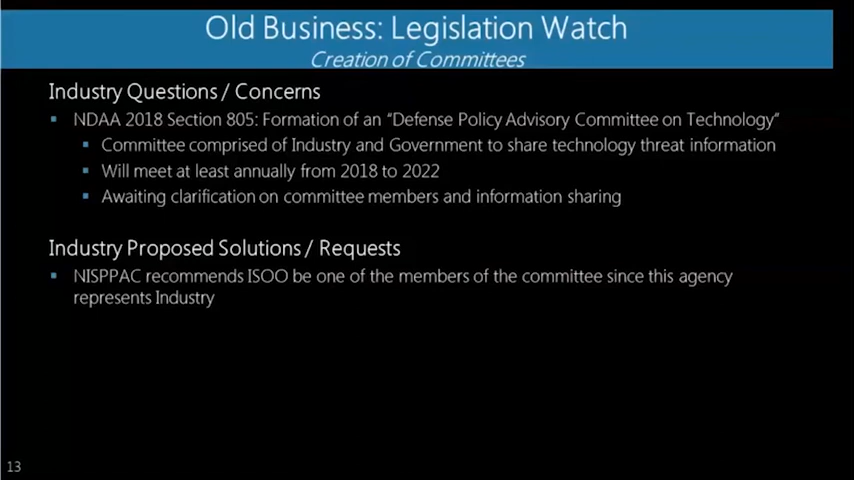 Old Business: Legislation Watch
Creation of Committees
Industry Questions / Concerns
NDAA 2018 Section 805: Formation of an “Defense Policy Advisory Committee on Technology”
Committee comprised of Industry and Government to share technology threat information
Will meet at least annually from 2018 to 2022
Awaiting clarification on committee members and information sharing
Industry Proposed Solutions / Requests
NISPPAC recommends ISOO be one of the members of the committee since this agency
represents Industry
13